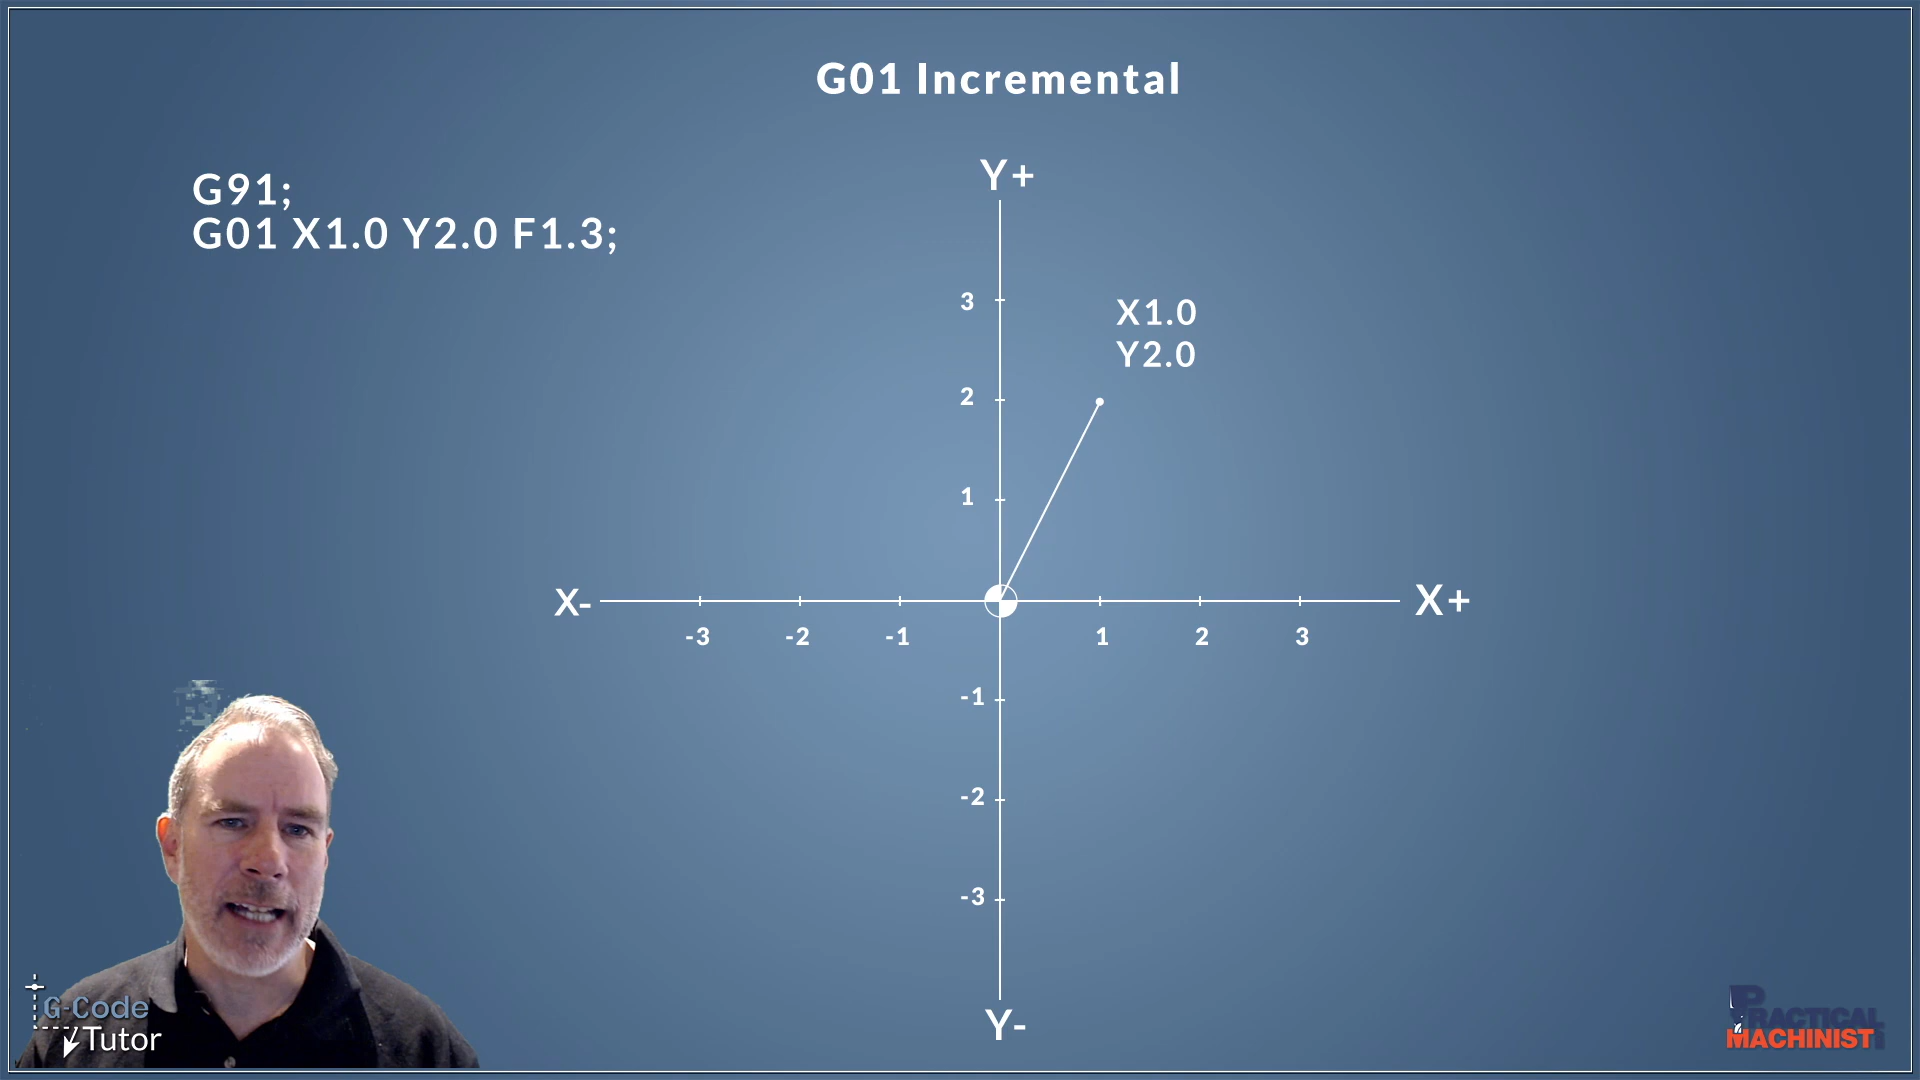 G01 Incremental
G91;
G01 X1.0 Y2.0 F1.3;
Y+
3
X1.0
Y2.0
2
1
X-
X+
-3 -2 -1 1 2 3
-1
-2
-3
Y-
G-Code
Tutor
PRACTICAL
MACHINIST